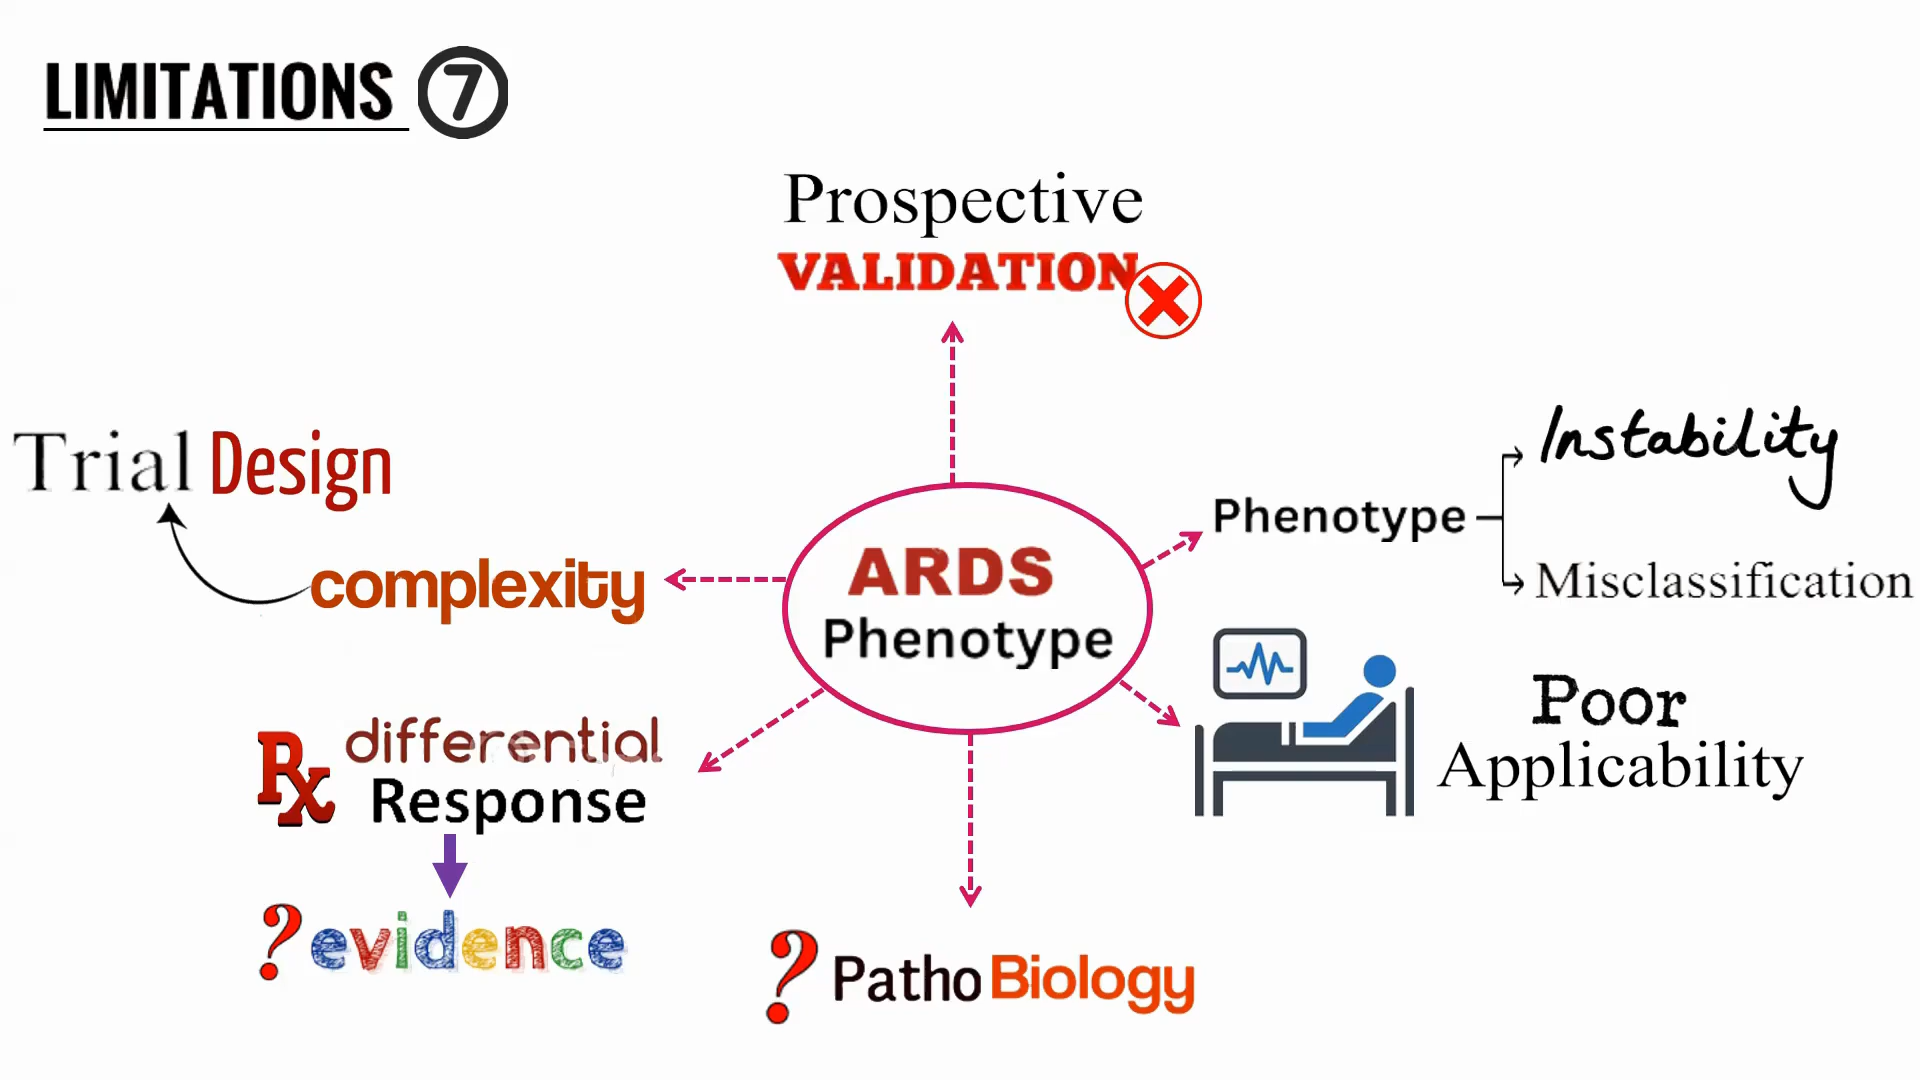 LIMITATIONS 7
Prospective
VALIDATION
Trial Design
complexity
ARDS
Phenotype
Phenotype
Instability
Misclassification
Poor
Applicability
Rx differential
Response
? evidence
? Patho Biology